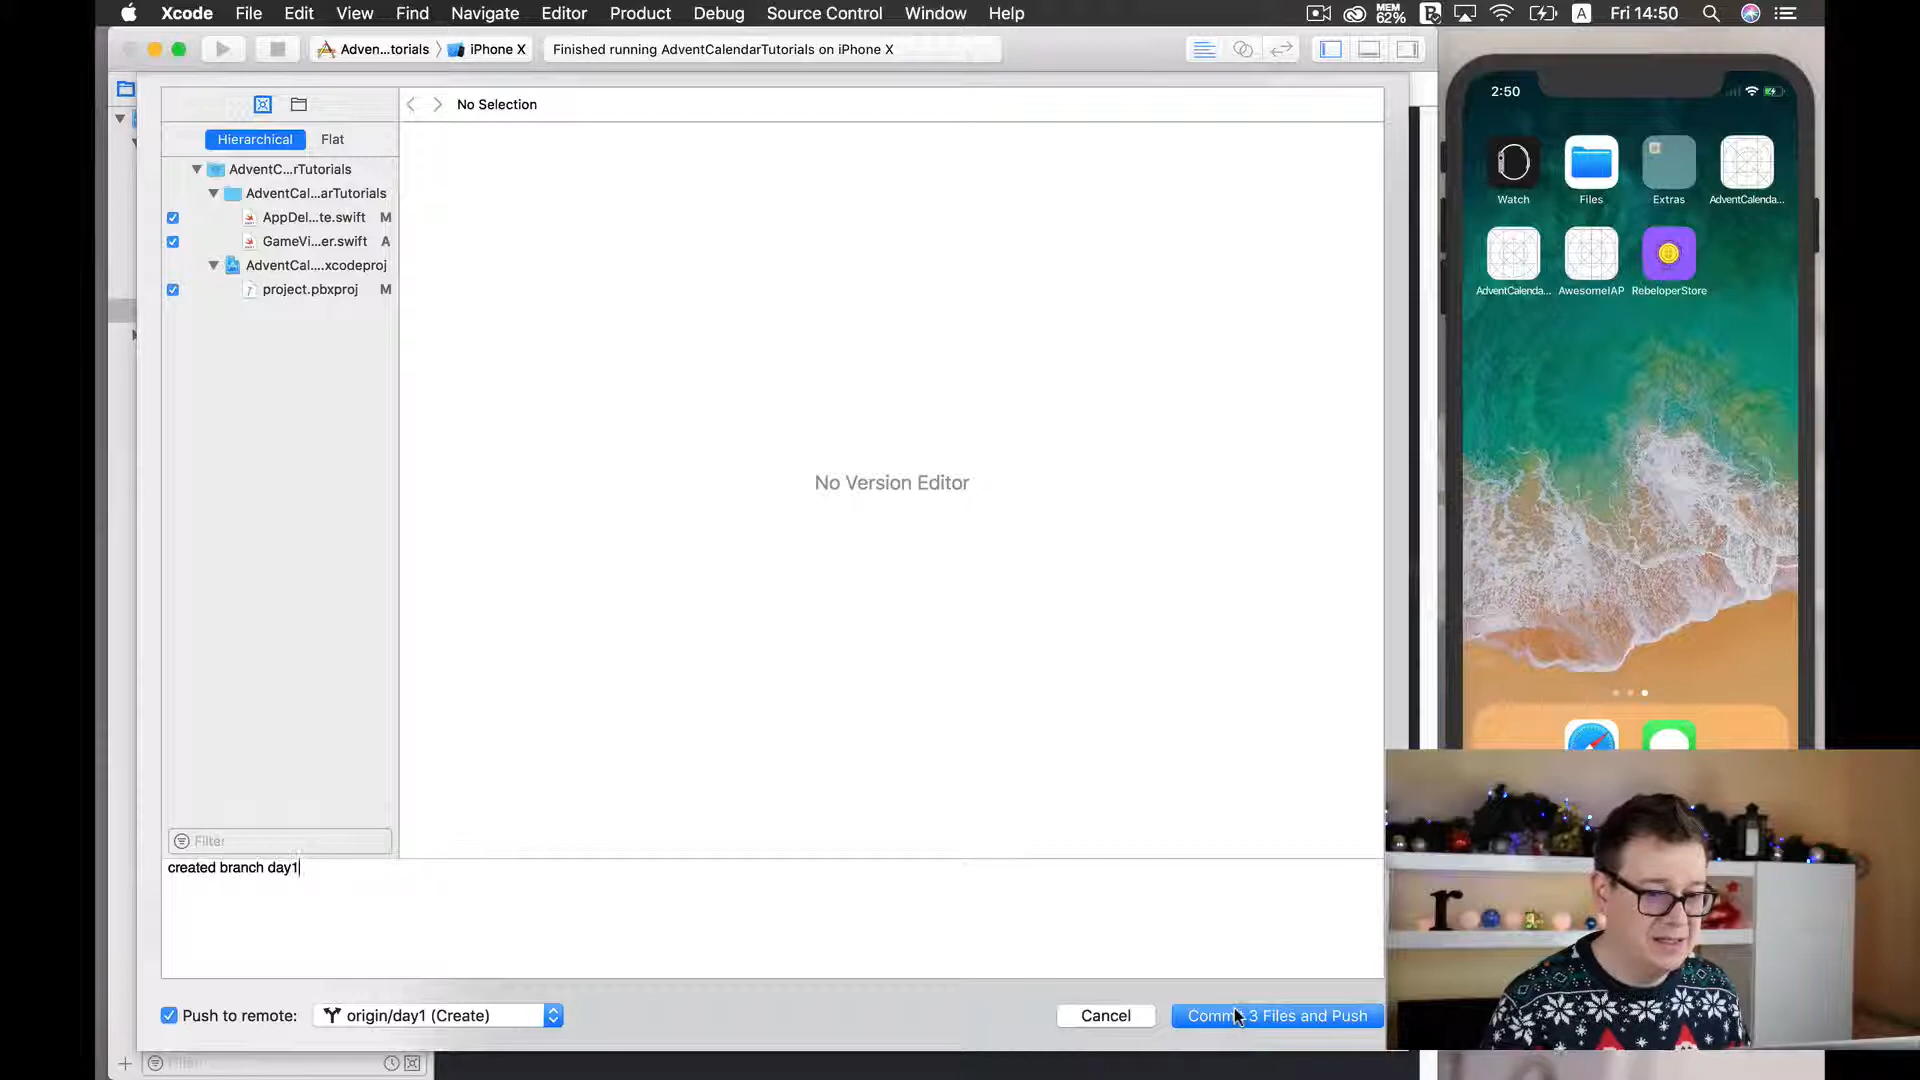 Xcode File Edit View Find Navigate Editor Product Debug Source Control Window Help MEM 62% A Fri 14:50
Adven...torials iPhone X Finished running AdventCalendarTutorials on iPhone X
No Selection
Hierarchical Flat
AdventC...rTutorials
AdventCal...arTutorials
AppDel...te.swift M
GameVi...er.swift A
AdventCal....xcodeproj
project.pbxproj M
No Version Editor
Filter
created branch day1
Push to remote: origin/day1 (Create) Cancel 3 Files and Push
Filter
2:50
Watch Files Extras AdventCalenda...
AdventCalenda... AwesomeIAP RebeloperStore
r